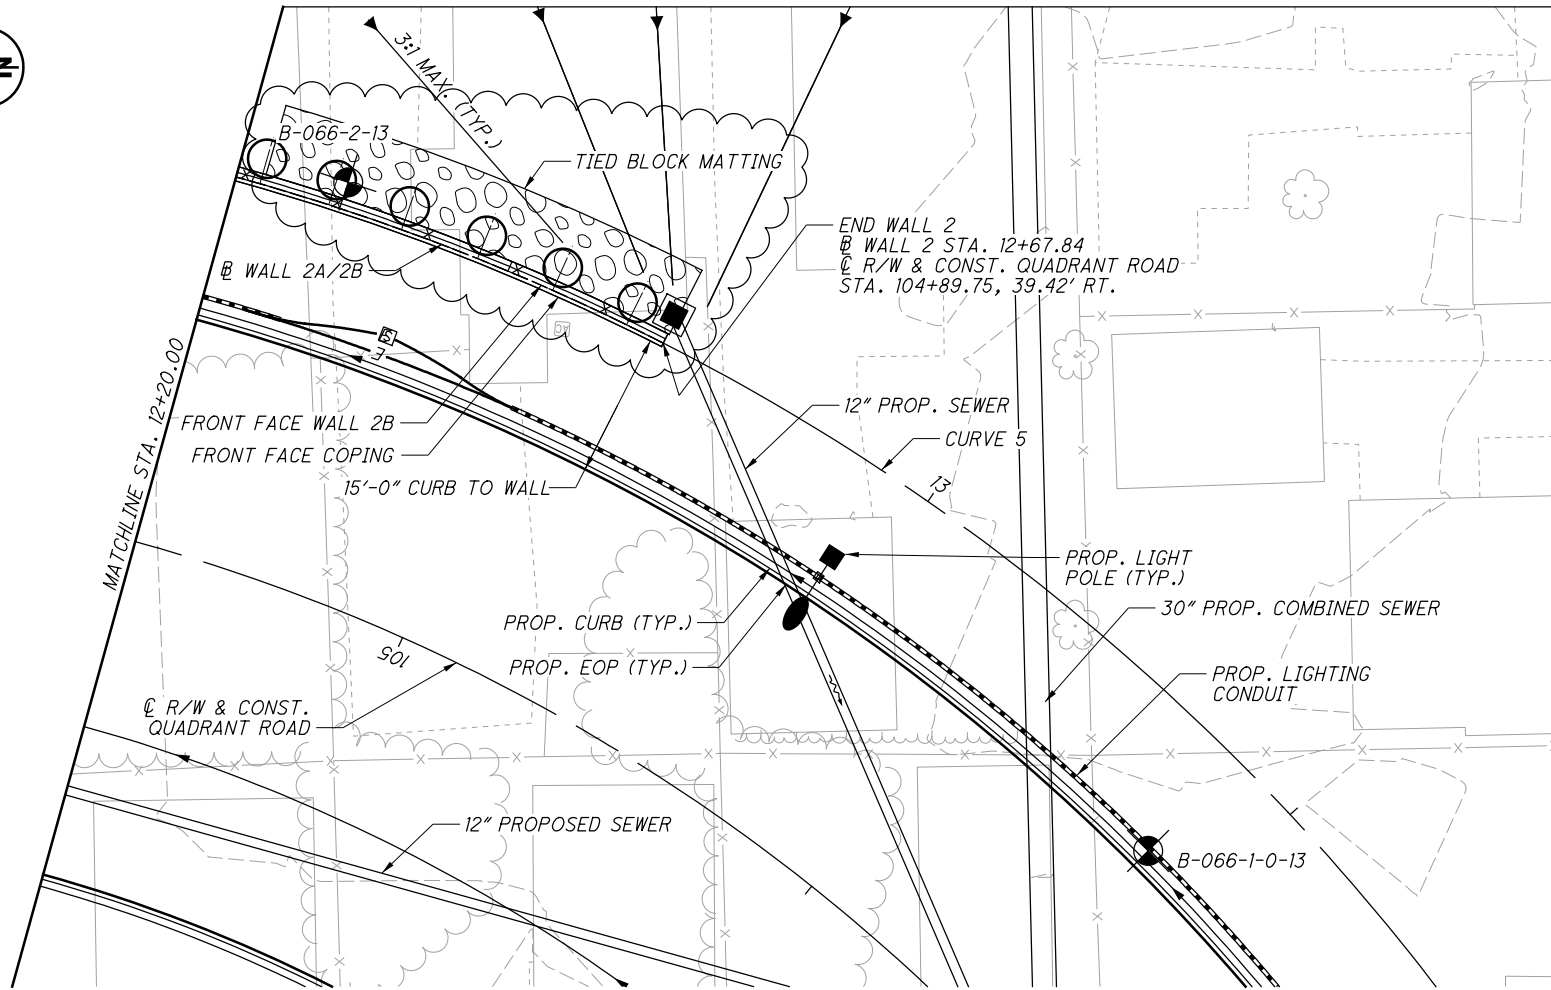 N
3:1 MAX. (TYP.)
B-066-2-13
TIED BLOCK MATTING
END WALL 2
B WALL 2 STA. 12+67.84
CL R/W & CONST. QUADRANT ROAD
STA. 104+89.75, 39.42' RT.
B WALL 2A/2B
S
E
MATCHLINE STA. 12+20.00
FRONT FACE WALL 2B
FRONT FACE COPING
15'-0" CURB TO WALL
12" PROP. SEWER
CURVE 5
13
PROP. LIGHT
POLE (TYP.)
30" PROP. COMBINED SEWER
PROP. CURB (TYP.)
PROP. EOP (TYP.)
105
PROP. LIGHTING
CONDUIT
CL R/W & CONST.
QUADRANT ROAD
12" PROPOSED SEWER
B-066-1-0-13